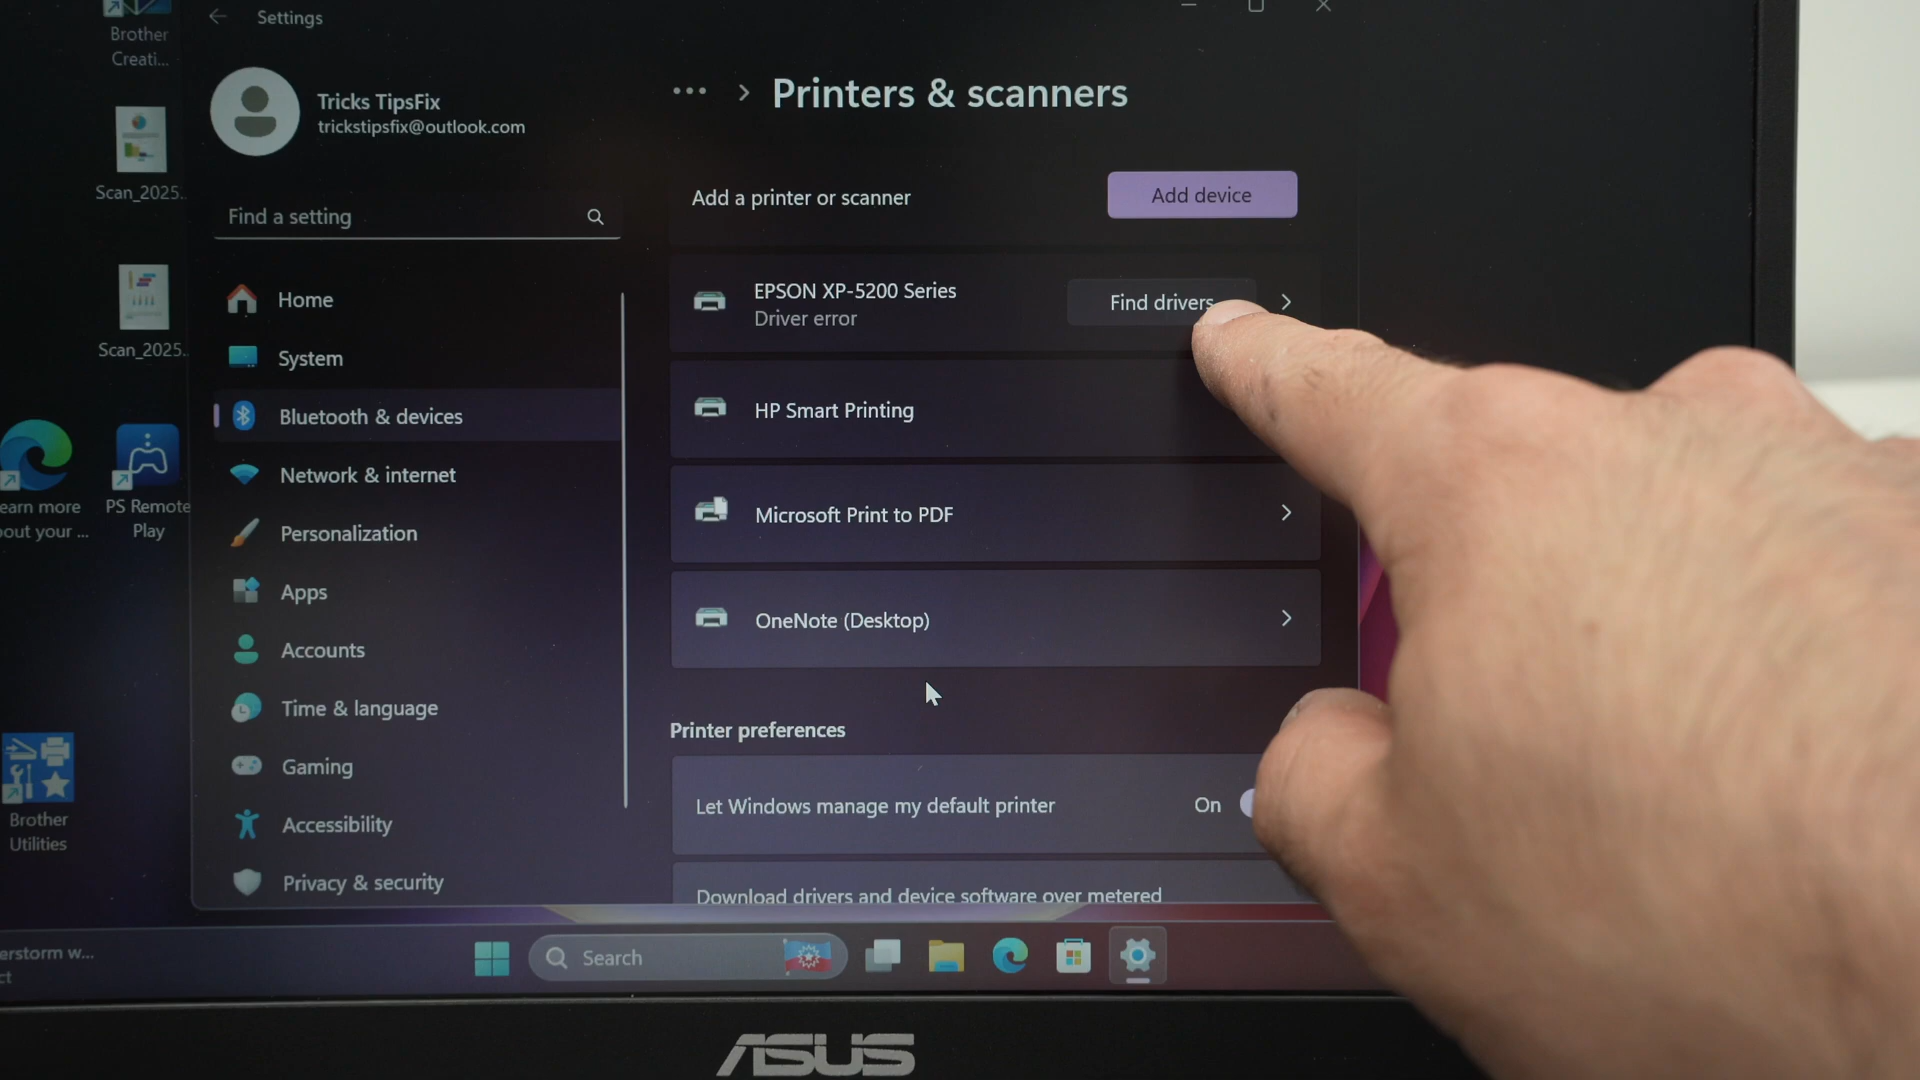 Brother
Creati...
Scan_2025..
Scan_2025..
earn more
bout your ...
PS Remote
Play
Brother
Utilities
Settings
Tricks TipsFix
trickstipsfix@outlook.com
Find a setting
Home
System
Bluetooth & devices
Network & internet
Personalization
Apps
Accounts
Time & language
Gaming
Accessibility
Privacy & security
... > Printers & scanners
Add a printer or scanner
Add device
EPSON XP-5200 Series
Driver error
Find drivers
HP Smart Printing
Microsoft Print to PDF
OneNote (Desktop)
Printer preferences
Let Windows manage my default printer
On
Download drivers and device software over metered
erstorm w...
ct
Search
ASUS